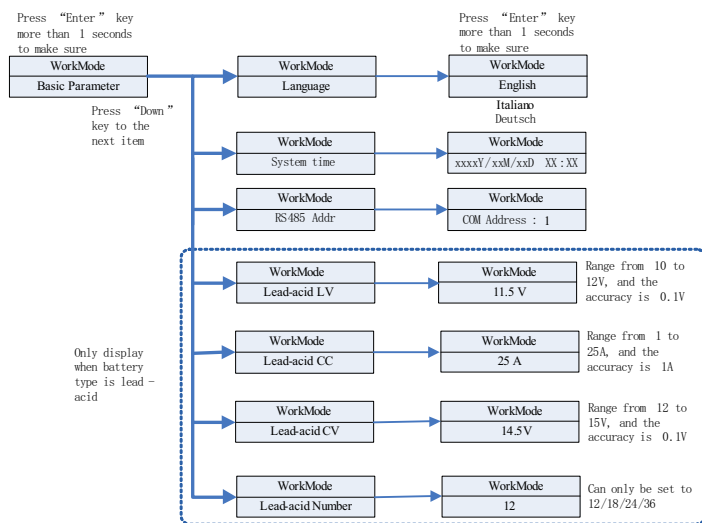 Press “Enter” key
more than 1 seconds
to make sure
Press “Enter” key
more than 1 seconds
to make sure
WorkMode
Basic Parameter
WorkMode
Language
WorkMode
English
Italiano
Deutsch
Press “Down”
key to the
next item
WorkMode
System time
WorkMode
xxxxY/xxM/xxD XX:XX
WorkMode
RS485 Addr
WorkMode
COM Address : 1
WorkMode
Lead-acid LV
WorkMode
11.5 V
Range from 10 to
12V, and the
accuracy is 0.1V
Only display
when battery
type is lead-
acid
WorkMode
Lead-acid CC
WorkMode
25 A
Range from 1 to
25A, and the
accuracy is 1A
WorkMode
Lead-acid CV
WorkMode
14.5V
Range from 12 to
15V, and the
accuracy is 0.1V
WorkMode
Lead-acid Number
WorkMode
12
Can only be set to
12/18/24/36